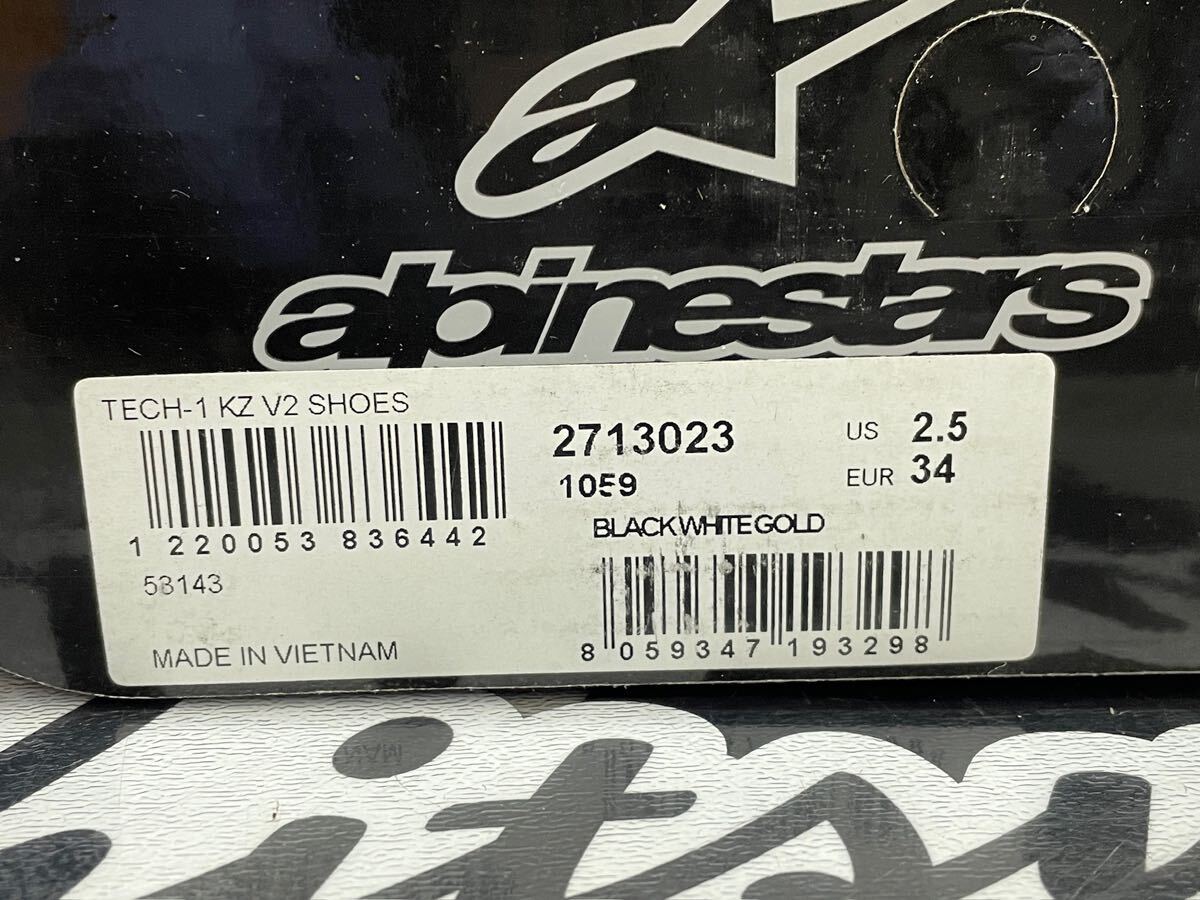 alpinestars
TECH-1 KZ V2 SHOES
2713023
US 2.5
1059
EUR 34
BLACK WHITE GOLD
1 220053 836442
53143
MADE IN VIETNAM
8 059347 193298